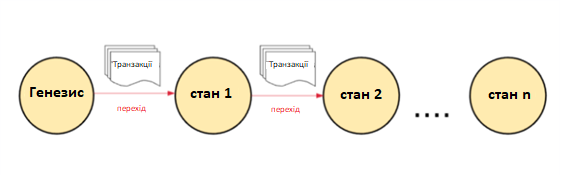 "Транзакції
"Транзакції
Генезис
стан 1
стан 2
....
стан n
перехід
перехід